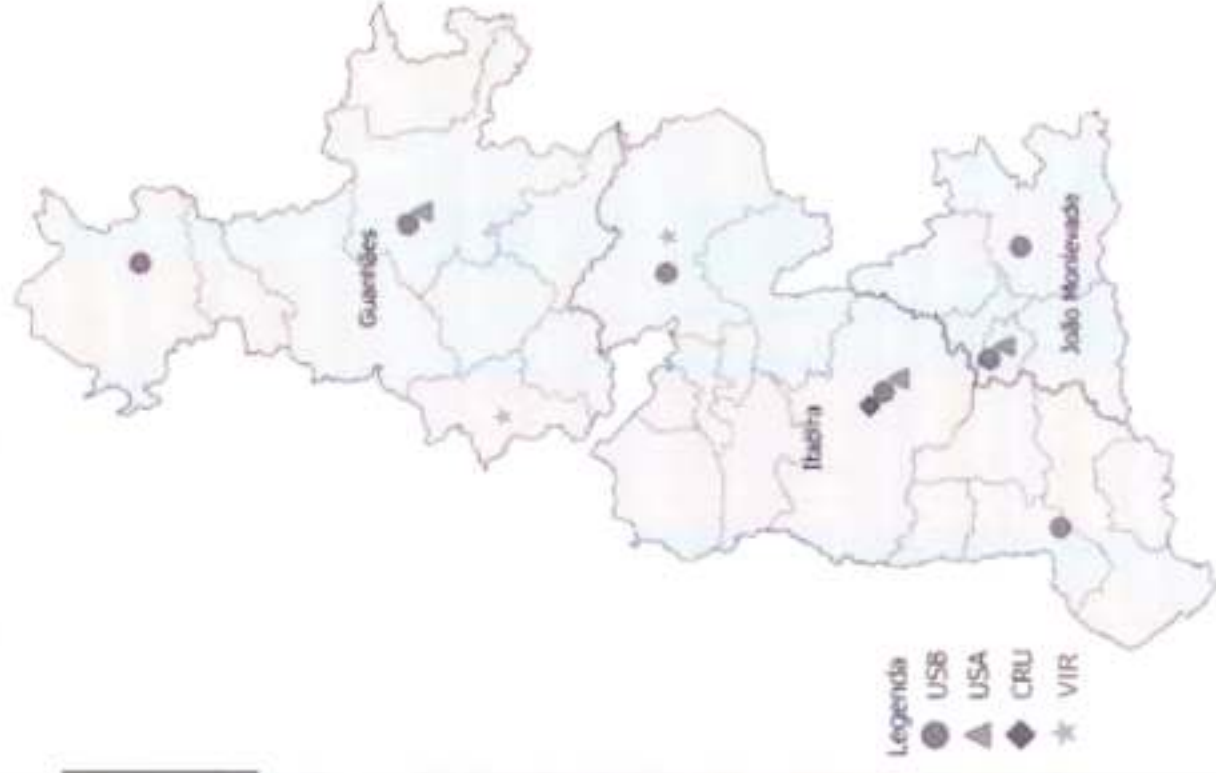 Guanhães
Itabira
João Monlevade
Legenda
USB
USA
CRU
VIR